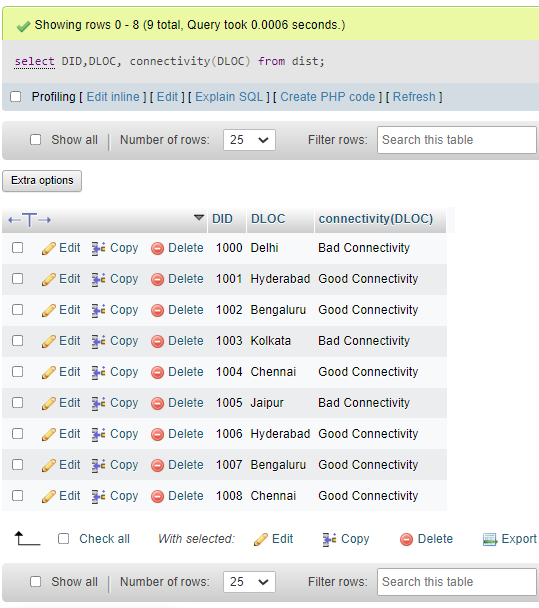 Showing rows 0 - 8 (9 total, Query took 0.0006 seconds.)
select DID,DLOC, connectivity(DLOC) from dist;
Profiling [ Edit inline ] [ Edit ] [ Explain SQL ] [ Create PHP code ] [ Refresh ]
Show all Number of rows: 25 Filter rows: Search this table
Extra options
←T→ DID DLOC connectivity(DLOC)
Edit Copy Delete 1000 Delhi Bad Connectivity
Edit Copy Delete 1001 Hyderabad Good Connectivity
Edit Copy Delete 1002 Bengaluru Good Connectivity
Edit Copy Delete 1003 Kolkata Bad Connectivity
Edit Copy Delete 1004 Chennai Good Connectivity
Edit Copy Delete 1005 Jaipur Bad Connectivity
Edit Copy Delete 1006 Hyderabad Good Connectivity
Edit Copy Delete 1007 Bengaluru Good Connectivity
Edit Copy Delete 1008 Chennai Good Connectivity
Check all With selected: Edit Copy Delete Export
Show all Number of rows: 25 Filter rows: Search this table